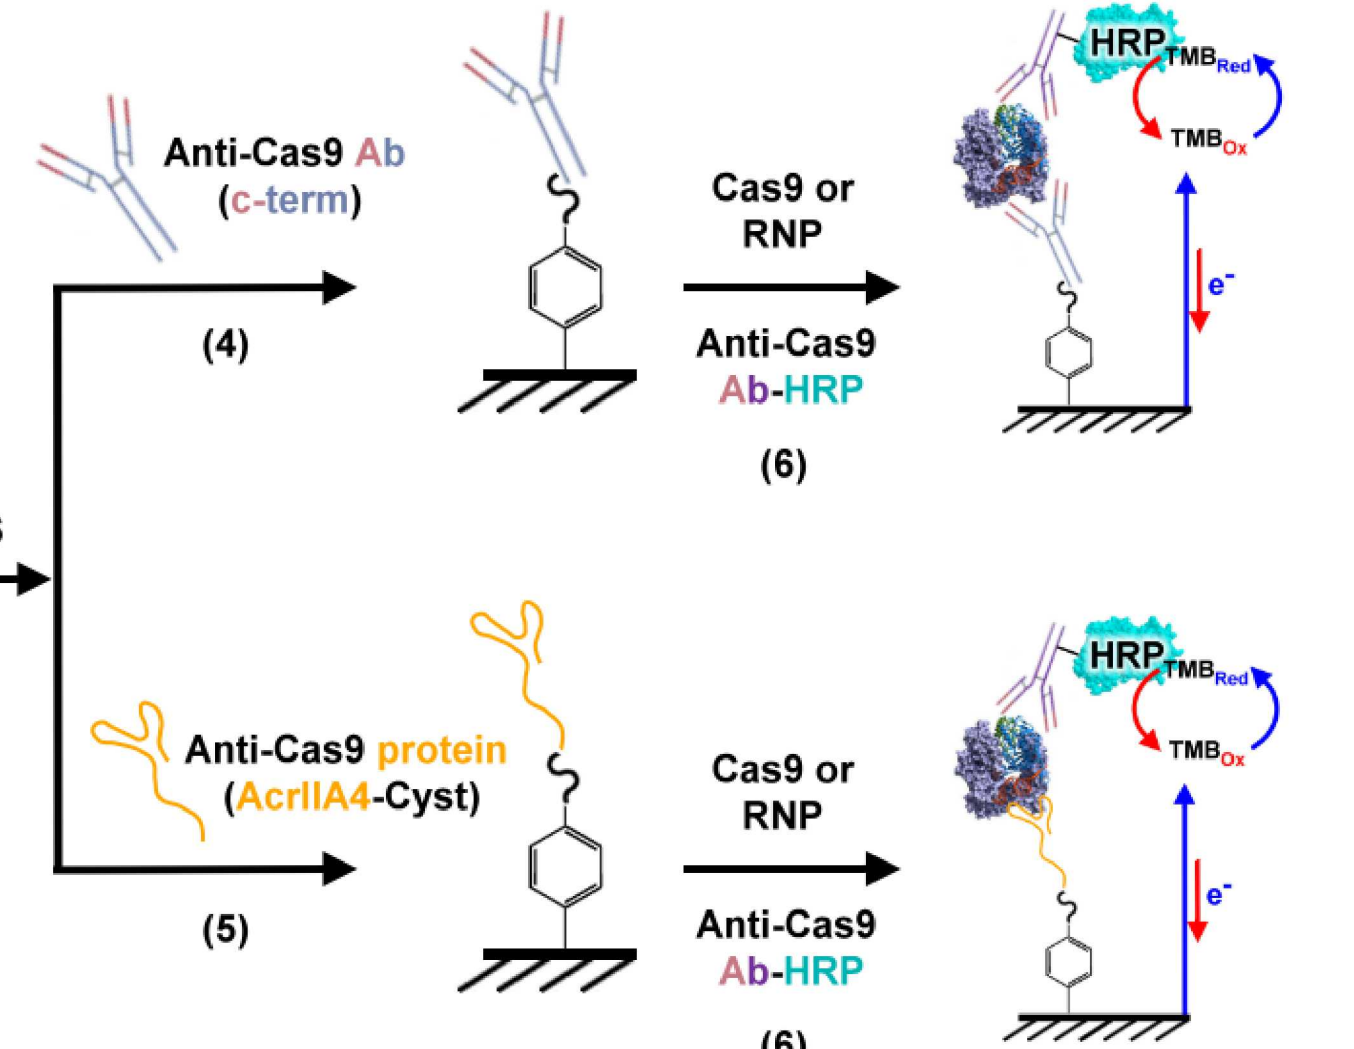 Anti-Cas9 Ab
(c-term)
(4)
Cas9 or
RNP
Anti-Cas9
Ab-HRP
(6)
HRP
TMBRed
TMBOx
e-
Anti-Cas9 protein
(AcrIIA4-Cyst)
(5)
Cas9 or
RNP
Anti-Cas9
Ab-HRP
(6)
HRP
TMBRed
TMBOx
e-